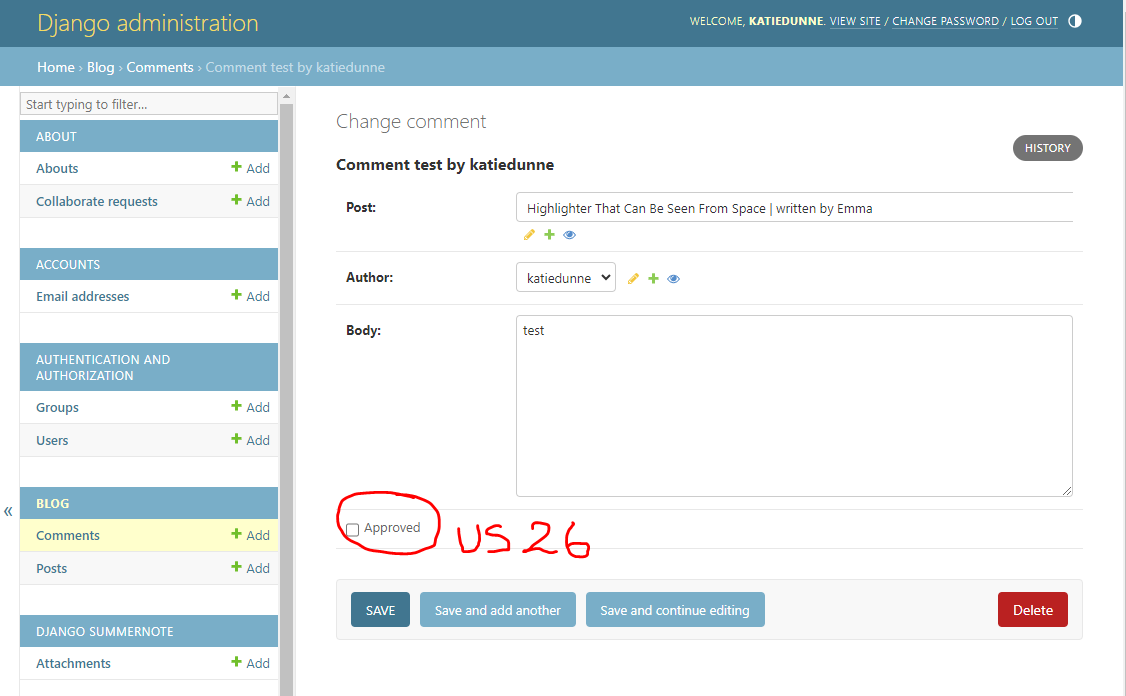 Django administration
WELCOME, KATIEDUNNE. VIEW SITE / CHANGE PASSWORD / LOG OUT
Home › Blog › Comments › Comment test by katiedunne
Start typing to filter...
ABOUT
Abouts + Add
Collaborate requests + Add
ACCOUNTS
Email addresses + Add
AUTHENTICATION AND
AUTHORIZATION
Groups + Add
Users + Add
«
BLOG
Comments + Add
Posts + Add
DJANGO SUMMERNOTE
Attachments + Add
Change comment
HISTORY
Comment test by katiedunne
Post: Highlighter That Can Be Seen From Space | written by Emma
Author: katiedunne
Body: test
Approved US 26
SAVE Save and add another Save and continue editing Delete